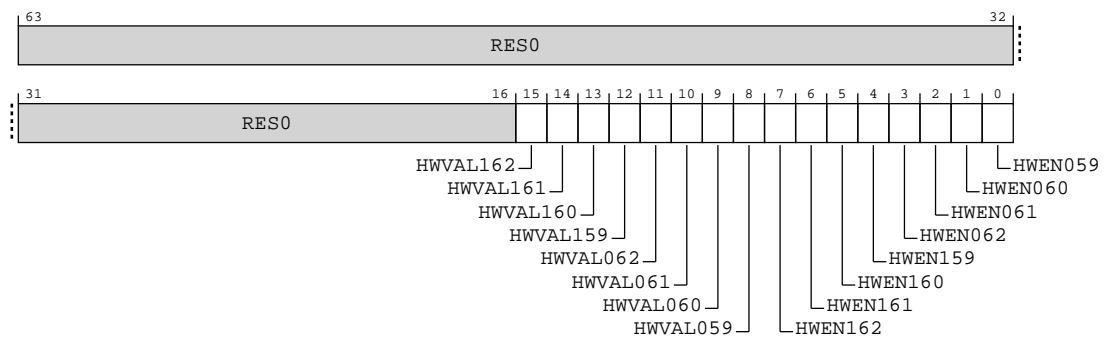 63 32
RES0
31 16 15 14 13 12 11 10 9 8 7 6 5 4 3 2 1 0
RES0
HWVAL162 HWEN059
HWVAL161 HWEN060
HWVAL160 HWEN061
HWVAL159 HWEN062
HWVAL062 HWEN159
HWVAL061 HWEN160
HWVAL060 HWEN161
HWVAL059 HWEN162